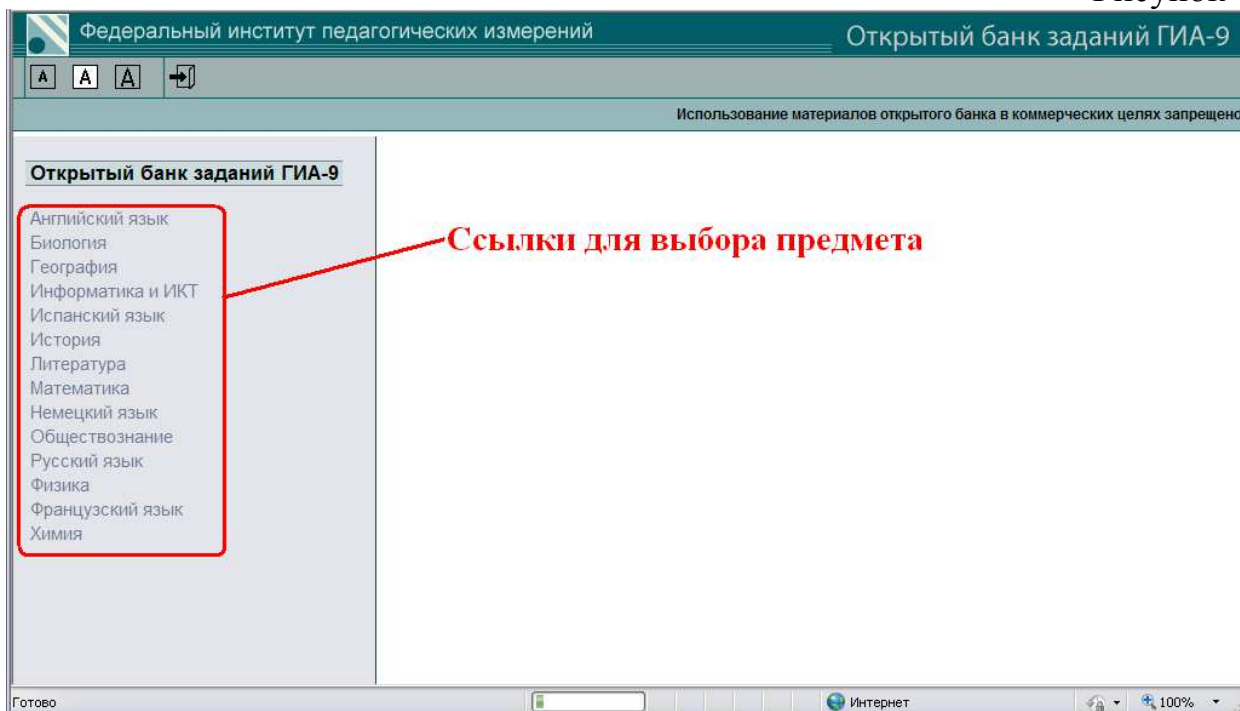 Рисунок
Федеральный институт педагогических измерений
Открытый банк заданий ГИА-9
A A A
Использование материалов открытого банка в коммерческих целях запрещено
Открытый банк заданий ГИА-9
Английский язык
Биология
География
Информатика и ИКТ
Испанский язык
История
Литература
Математика
Немецкий язык
Обществознание
Русский язык
Физика
Французский язык
Химия
Ссылки для выбора предмета
Готово
Интернет
100%